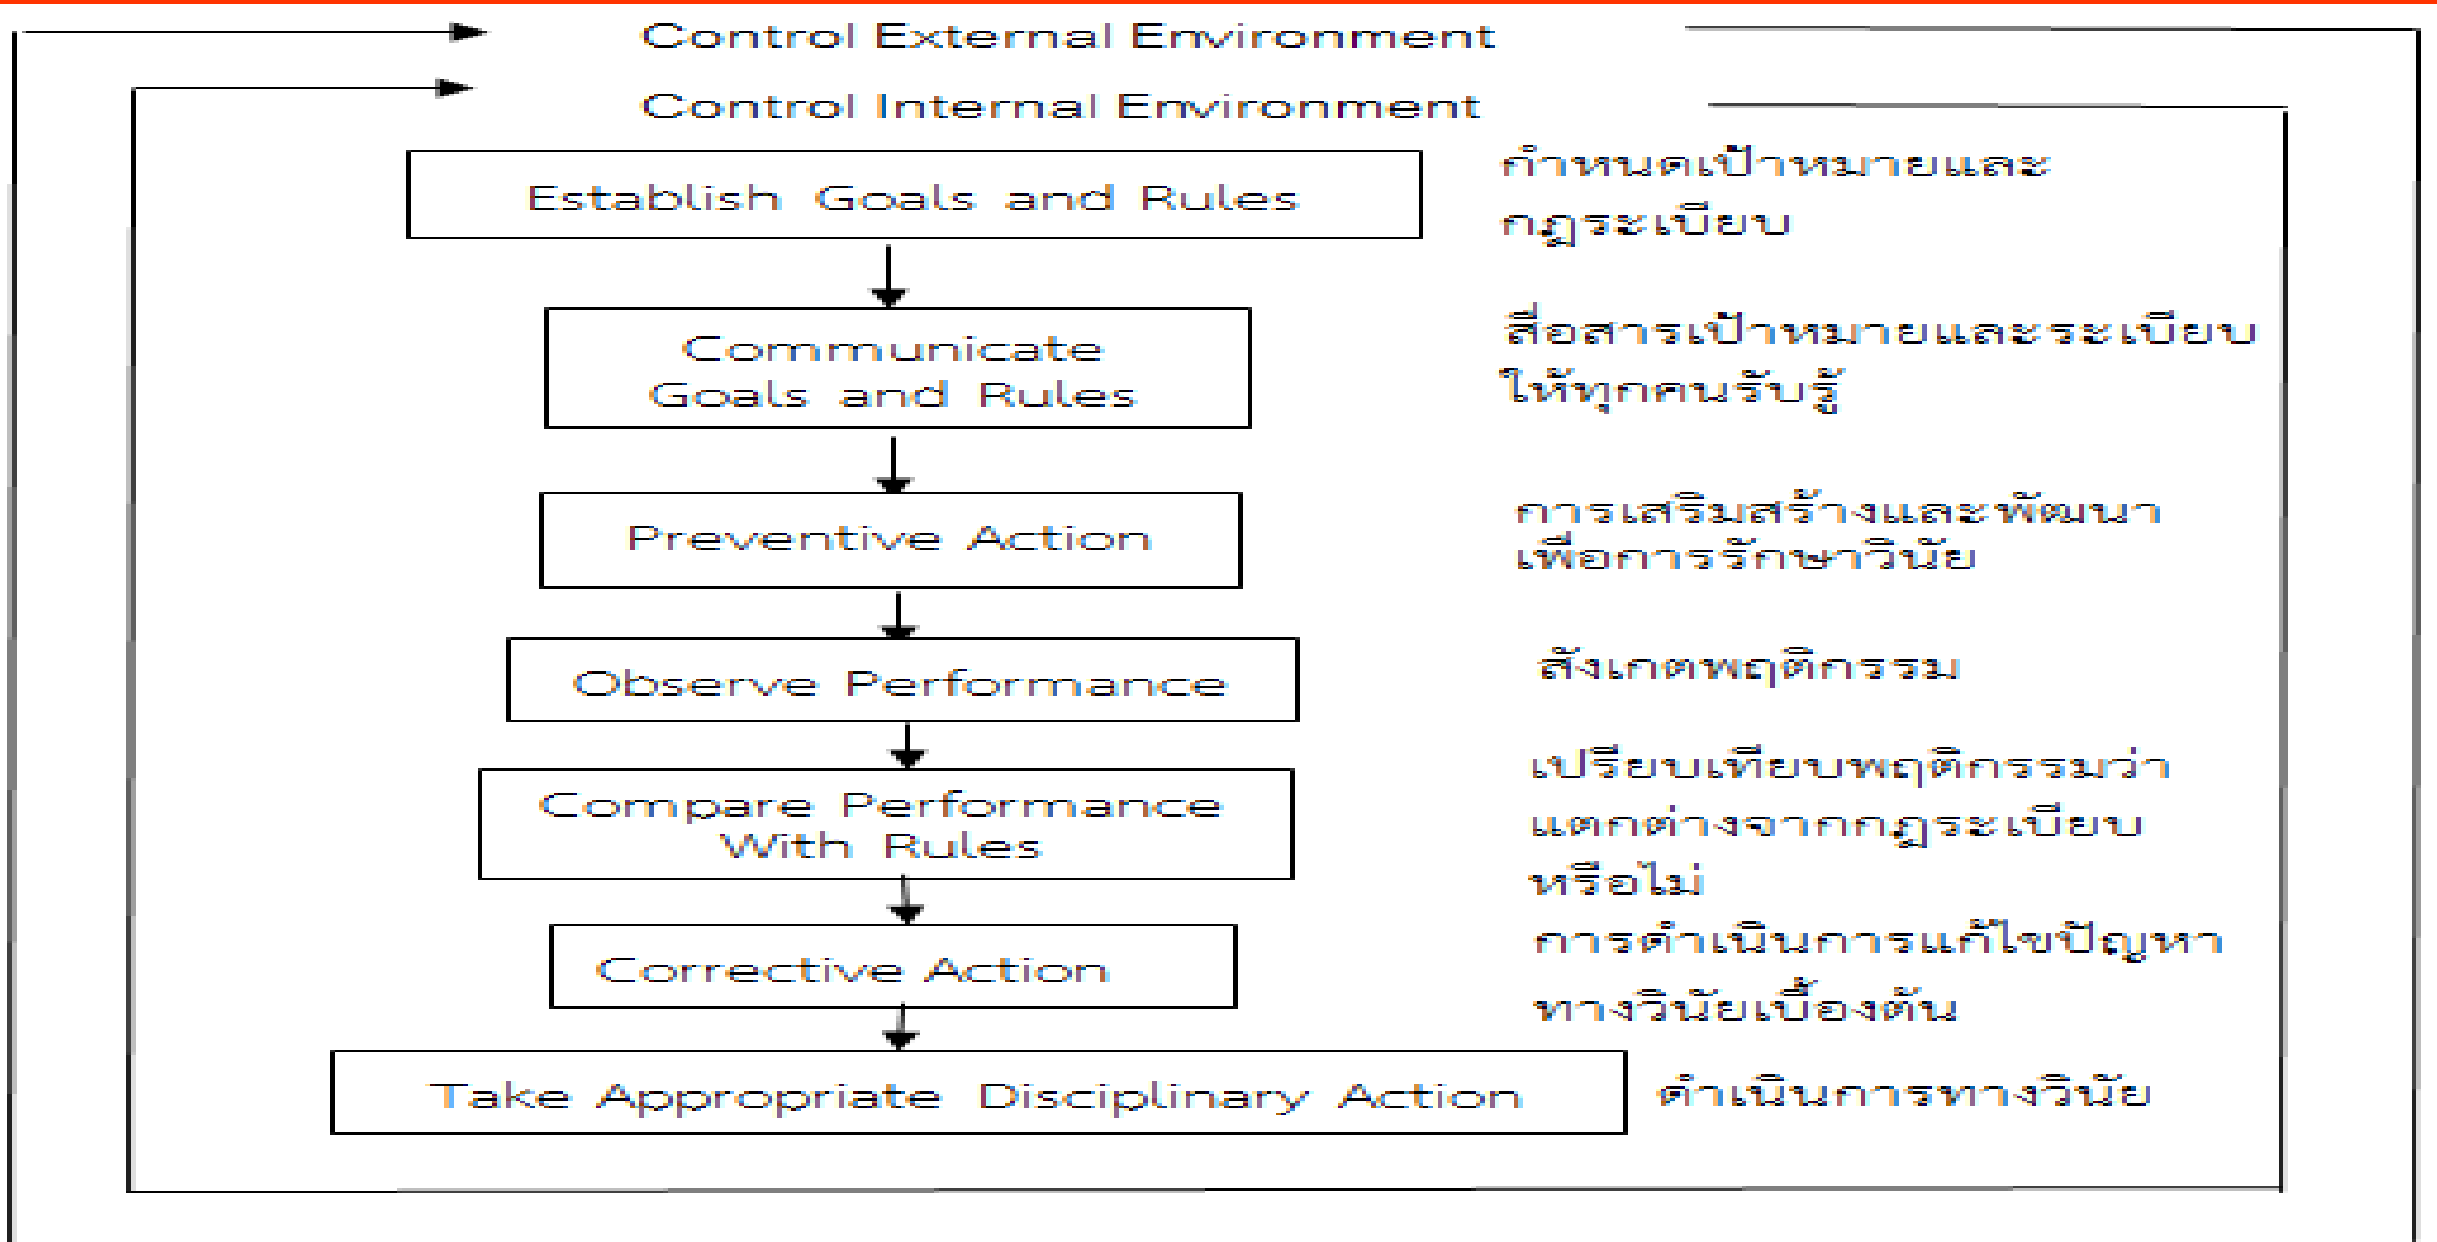 Control External Environment
Control Internal Environment
Establish Goals and Rules
กำหนดเป้าหมายและ
กฎระเบียบ
Communicate
Goals and Rules
สื่อสารเป้าหมายและระเบียบ
ให้ทุกคนรับรู้
Preventive Action
การเสริมสร้างและพัฒนา
เพื่อการรักษาวินัย
Observe Performance
สังเกตพฤติกรรม
Compare Performance
With Rules
เปรียบเทียบพฤติกรรมว่า
แตกต่างจากกฎระเบียบ
หรือไม่
Corrective Action
การดำเนินการแก้ไขปัญหา
ทางวินัยเบื้องต้น
Take Appropriate Disciplinary Action
ดำเนินการทางวินัย